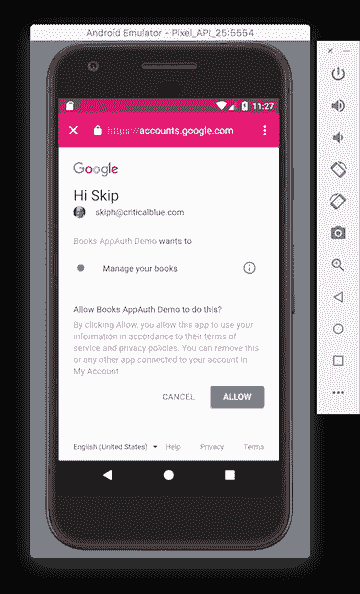 Android Emulator - Pixel_API_25:5554
11:27
https://accounts.google.com
Google
Hi Skip
skiph@criticalblue.com
Books AppAuth Demo wants to
Manage your books
Allow Books AppAuth Demo to do this?
By clicking Allow, you allow this app to use your
information in accordance to their terms of
service and privacy policies. You can remove this
or any other app connected to your account in
My Account
CANCEL ALLOW
English (United States) Help Privacy Terms